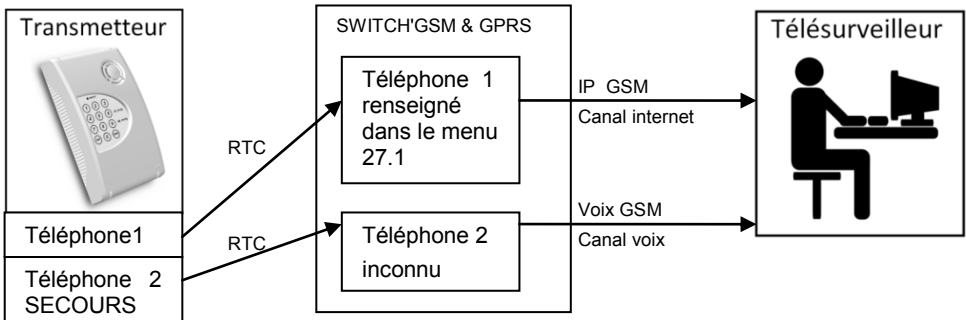 Transmetteur
Téléphone1
Téléphone 2
SECOURS
RTC
RTC
SWITCH'GSM & GPRS
Téléphone 1
renseigné
dans le menu
27.1
Téléphone 2
inconnu
IP GSM
Canal internet
Voix GSM
Canal voix
Télésurveilleur